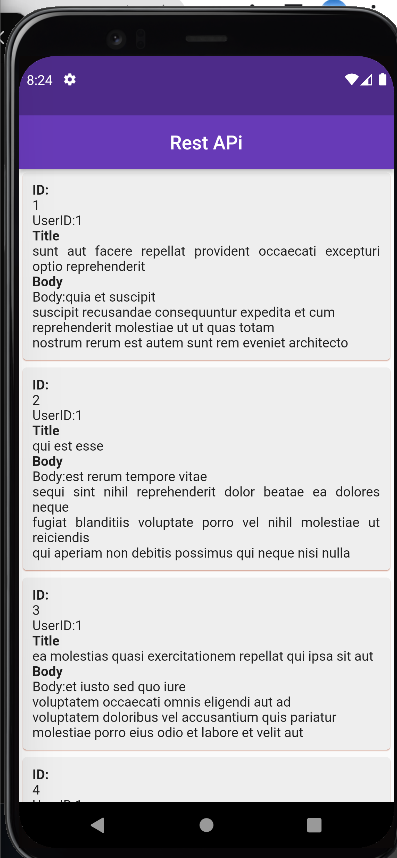 8:24
Rest APi
ID:
1
UserID:1
Title
sunt aut facere repellat provident occaecati excepturi
optio reprehenderit
Body
Body:quia et suscipit
suscipit recusandae consequuntur expedita et cum
reprehenderit molestiae ut ut quas totam
nostrum rerum est autem sunt rem eveniet architecto
ID:
2
UserID:1
Title
qui est esse
Body
Body:est rerum tempore vitae
sequi sint nihil reprehenderit dolor beatae ea dolores
neque
fugiat blanditiis voluptate porro vel nihil molestiae ut
reiciendis
qui aperiam non debitis possimus qui neque nisi nulla
ID:
3
UserID:1
Title
ea molestias quasi exercitationem repellat qui ipsa sit aut
Body
Body:et iusto sed quo iure
voluptatem occaecati omnis eligendi aut ad
voluptatem doloribus vel accusantium quis pariatur
molestiae porro eius odio et labore et velit aut
ID:
4
UserID:1